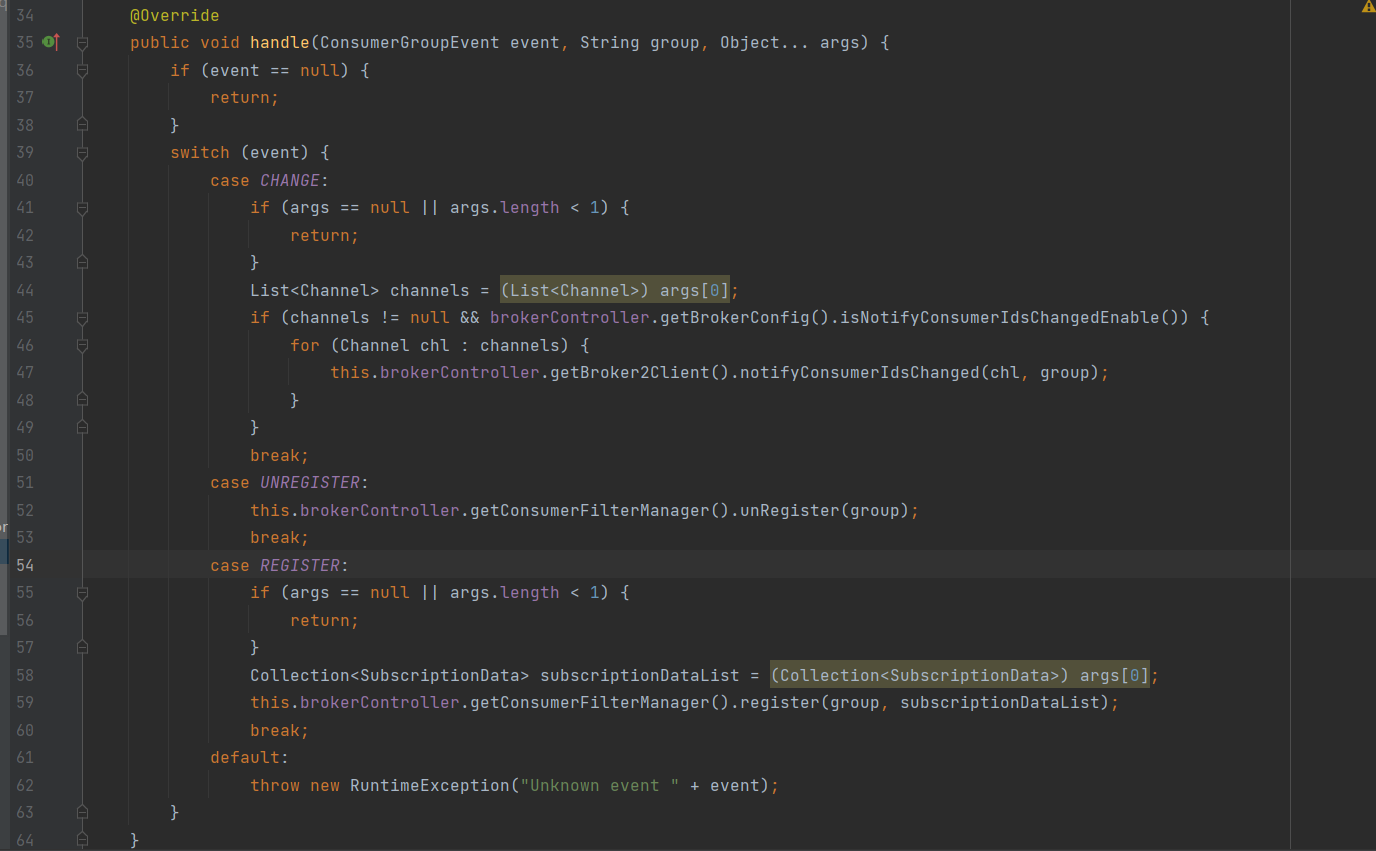 34 @Override
35 public void handle(ConsumerGroupEvent event, String group, Object... args) {
36 if (event == null) {
37 return;
38 }
39 switch (event) {
40 case CHANGE:
41 if (args == null || args.length < 1) {
42 return;
43 }
44 List<Channel> channels = (List<Channel>) args[0];
45 if (channels != null && brokerController.getBrokerConfig().isNotifyConsumerIdsChangedEnable()) {
46 for (Channel chl : channels) {
47 this.brokerController.getBroker2Client().notifyConsumerIdsChanged(chl, group);
48 }
49 }
50 break;
51 case UNREGISTER:
52 this.brokerController.getConsumerFilterManager().unRegister(group);
53 break;
54 case REGISTER:
55 if (args == null || args.length < 1) {
56 return;
57 }
58 Collection<SubscriptionData> subscriptionDataList = (Collection<SubscriptionData>) args[0];
59 this.brokerController.getConsumerFilterManager().register(group, subscriptionDataList);
60 break;
61 default:
62 throw new RuntimeException("Unknown event " + event);
63 }
64 }